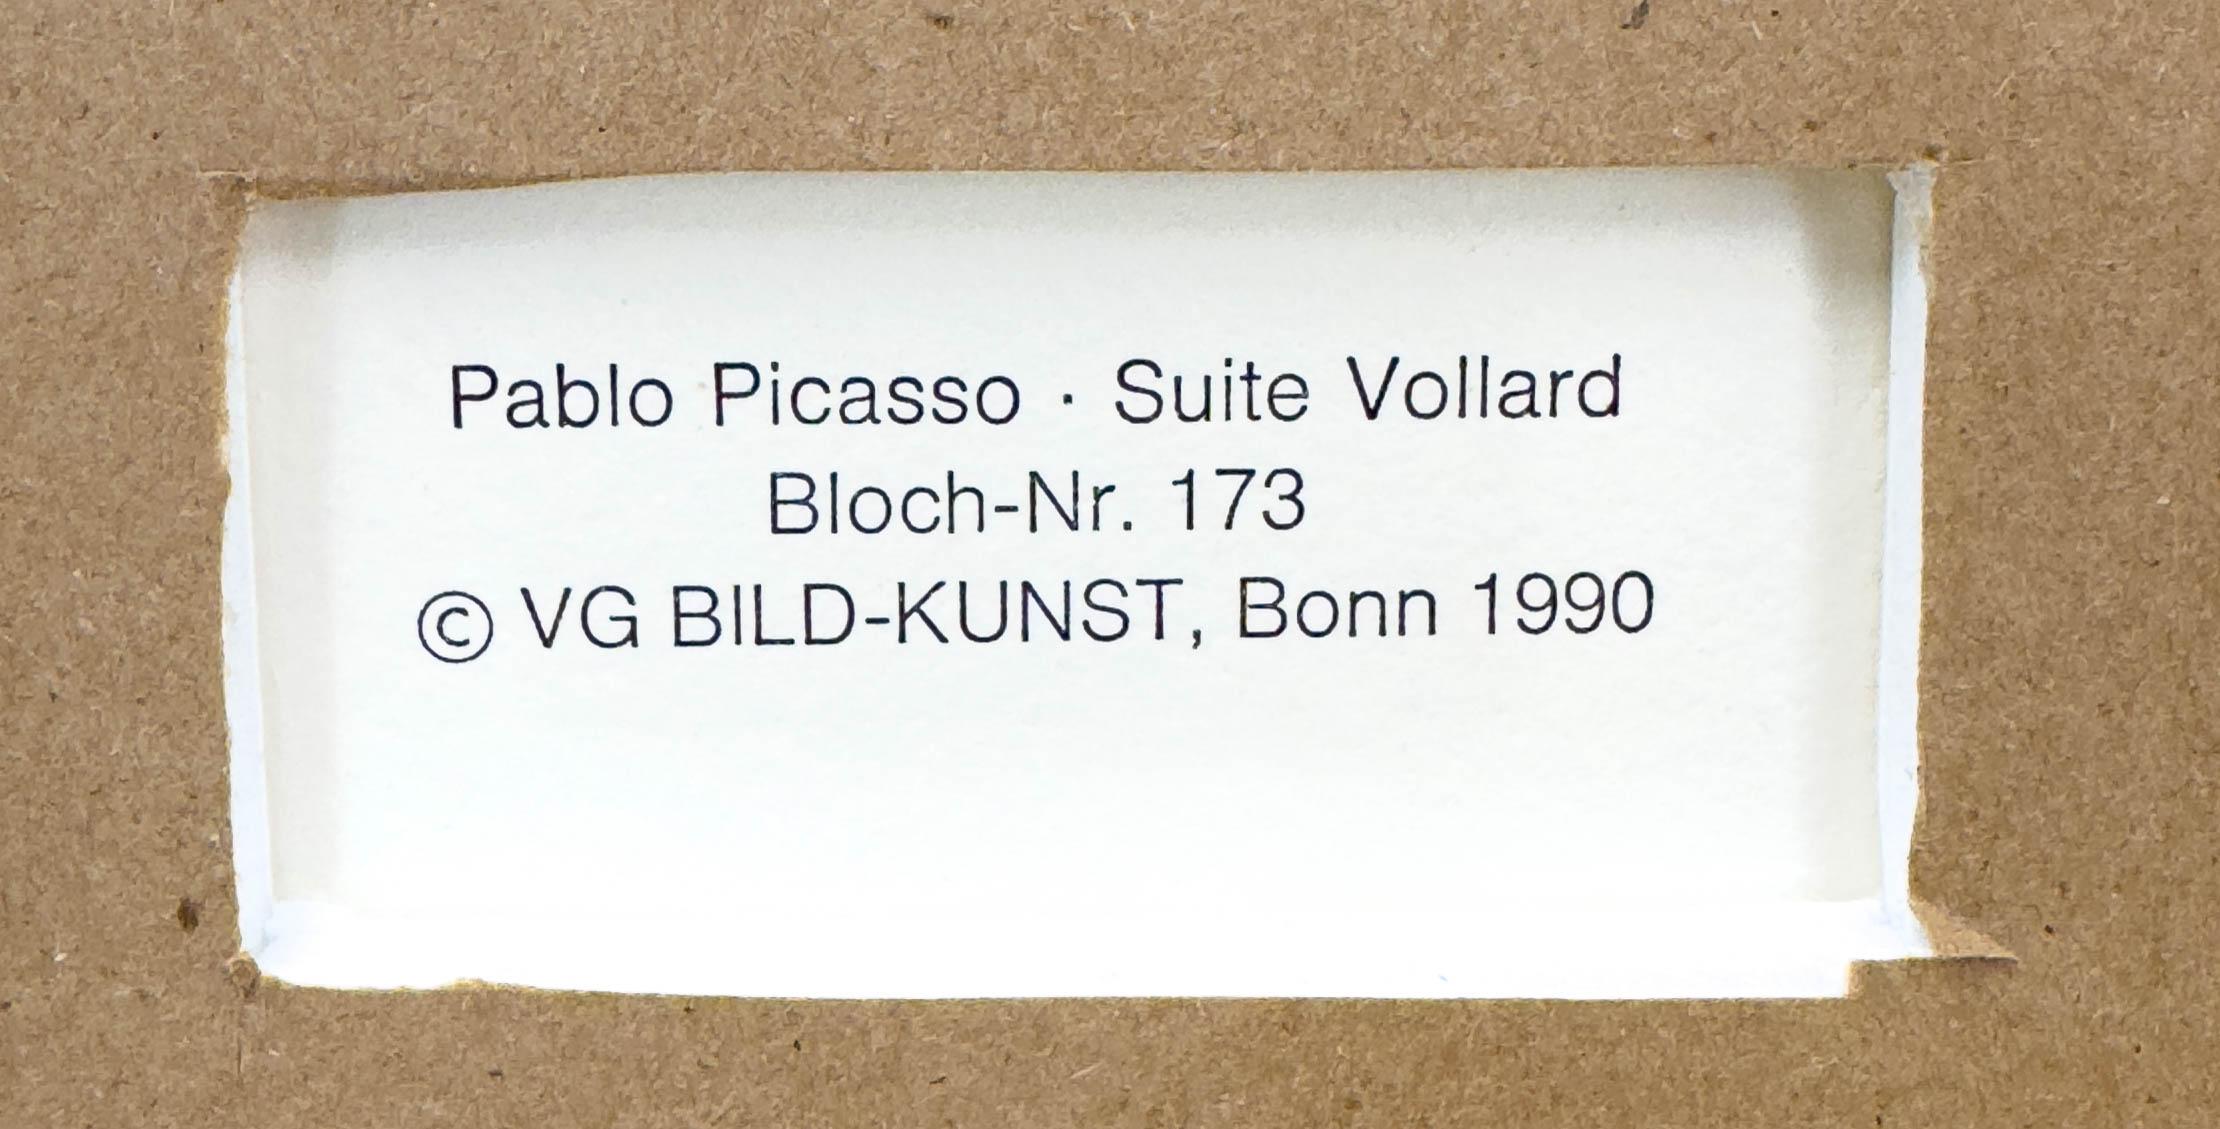 Pablo Picasso · Suite Vollard
Bloch-Nr. 173
© VG BILD-KUNST, Bonn 1990